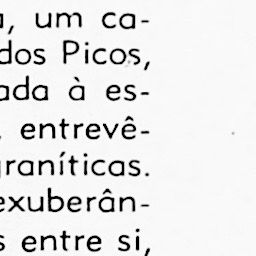 , um ca-
dos Picos,
ada à es-
entrevê-
graníticas.
exuberân-
s entre si,